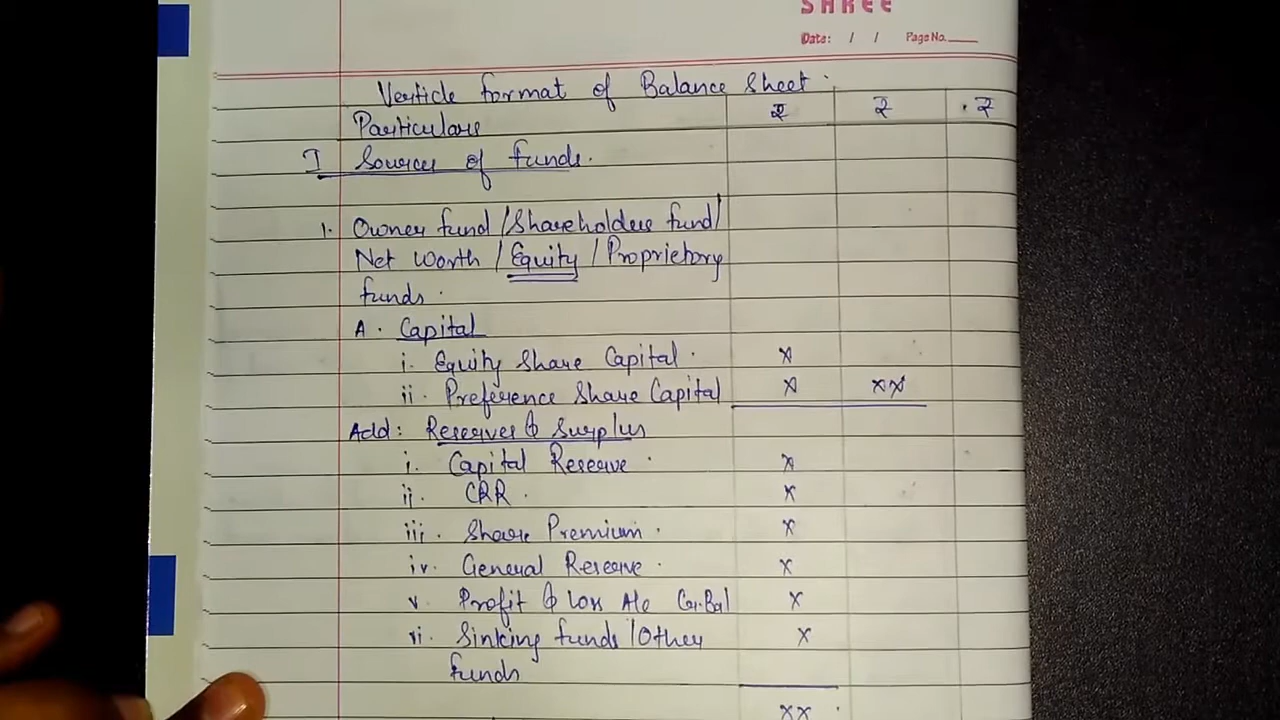 SHREE
Date: / / Page No.
Verticle format of Balance Sheet.
Particulars ₹ ₹ ₹
I Sources of funds.
1. Owner fund / Shareholders fund /
Net Worth / Equity / Proprietory
funds.
A. Capital
i. Equity Share Capital. x
ii. Preference Share Capital x xx
Add: Reserves & Surplus
i. Capital Reserve. x
ii. CRR. x
iii. Share Premium. x
iv. General Reserve. x
v. Profit & Loss A/c Cr. Bal x
vi. Sinking funds / Other x
funds
xx